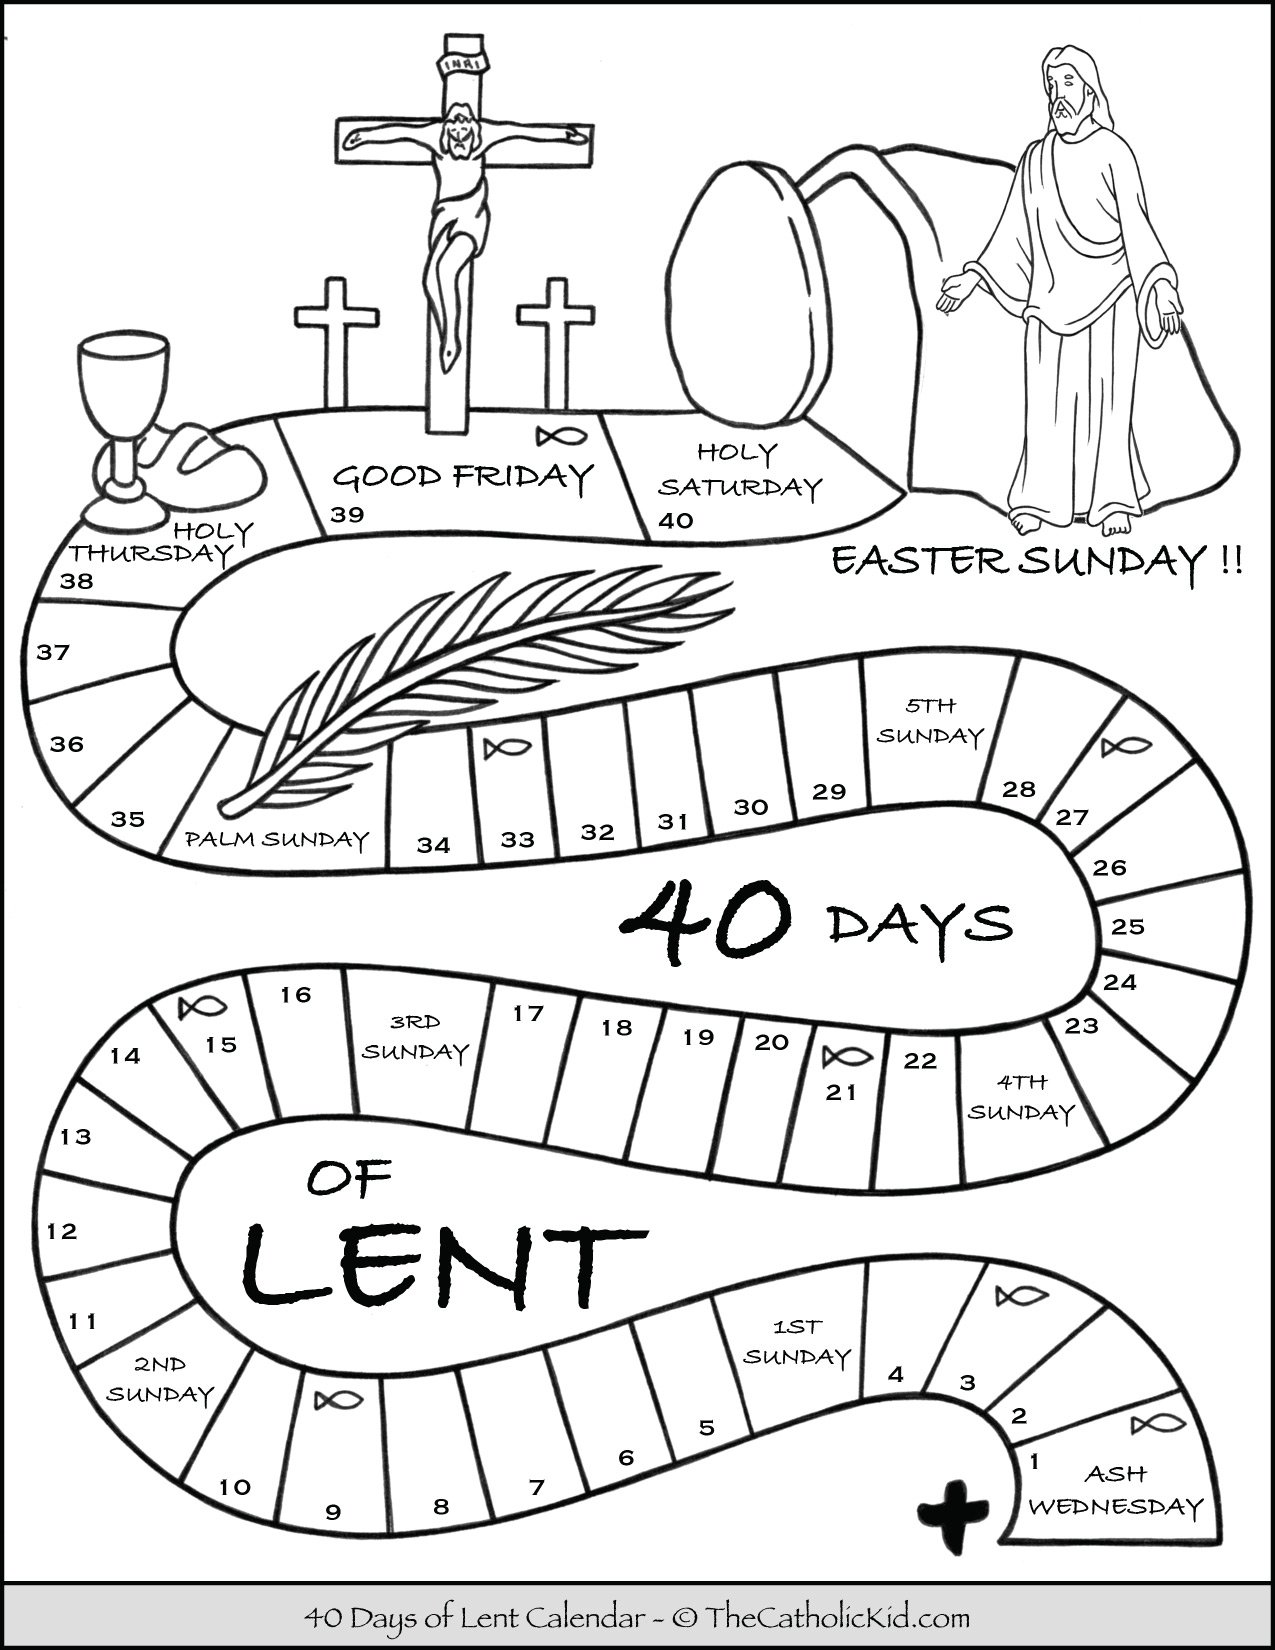 INRI
HOLY
THURSDAY
38
GOOD FRIDAY
39
HOLY
SATURDAY
40
EASTER SUNDAY !!
37
36
35
PALM SUNDAY
34
33
32
31
30
29
5TH
SUNDAY
28
27
26
25
24
23
4TH
SUNDAY
22
21
20
19
18
17
3RD
SUNDAY
16
15
14
13
12
11
2ND
SUNDAY
10
9
8
7
6
5
1ST
SUNDAY
4
3
2
1
ASH
WEDNESDAY
40 DAYS
OF
LENT
40 Days of Lent Calendar - © TheCatholicKid.com